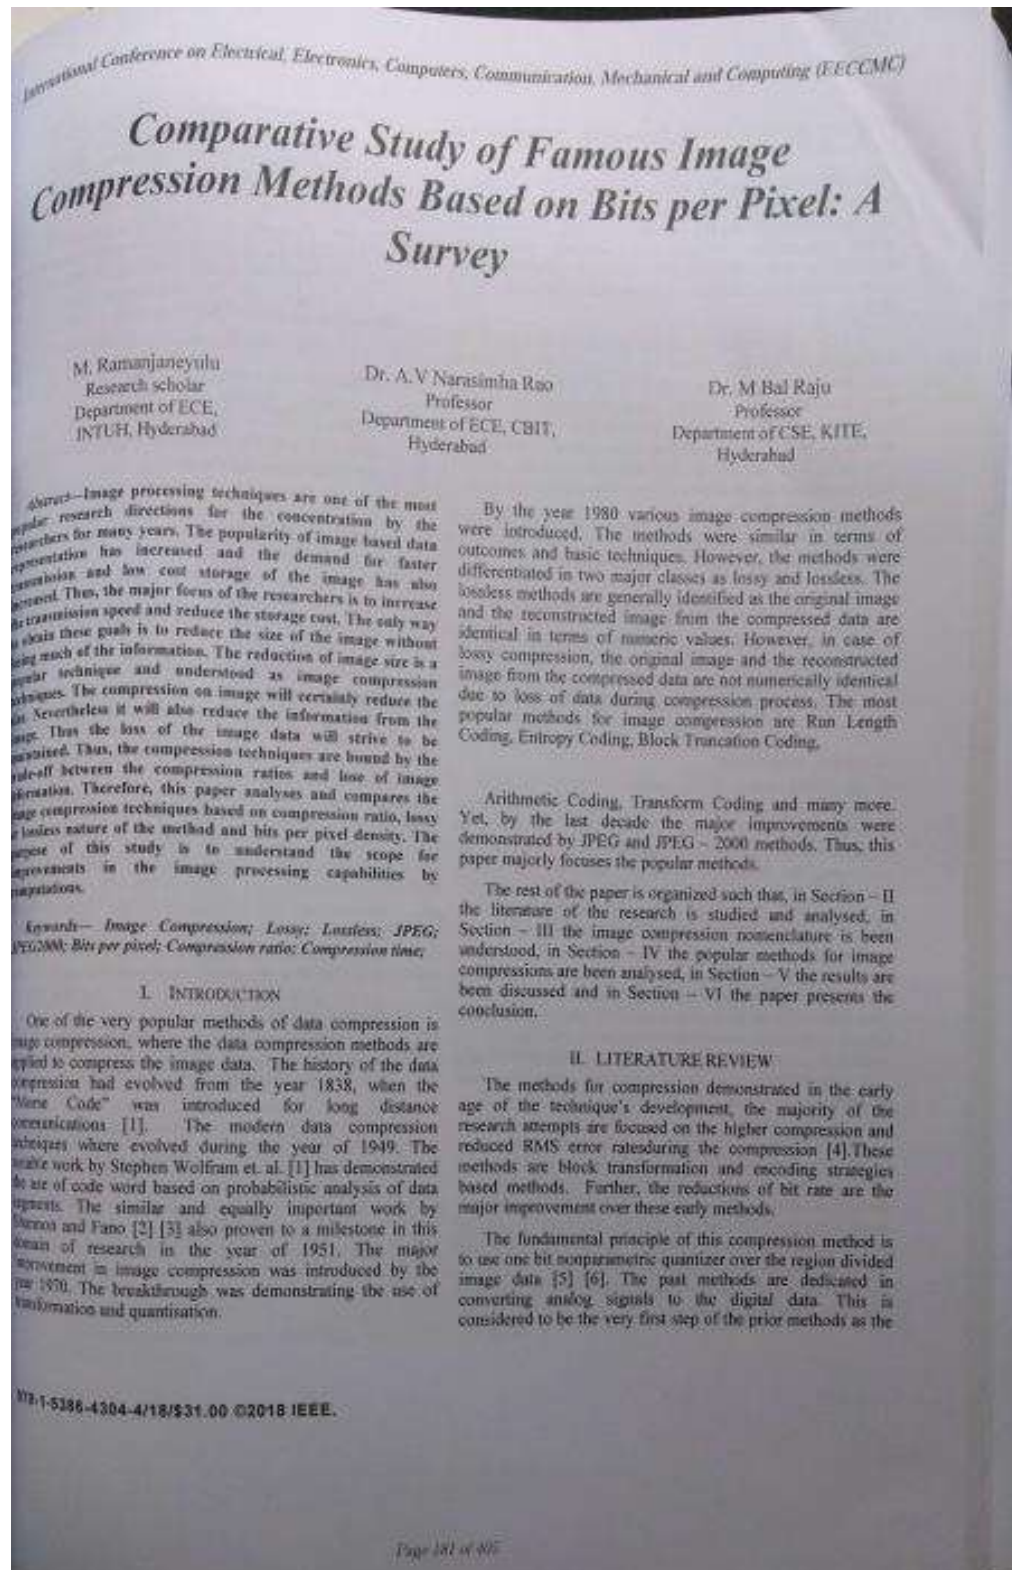 International Conference on Electrical, Electronics, Computers, Communication, Mechanical and Computing (EECCMC)
Comparative Study of Famous Image
Compression Methods Based on Bits per Pixel: A
Survey
M. Ramanjaneyulu
Research scholar
Department of ECE,
JNTUH, Hyderabad
Dr. A.V Narasimha Rao
Professor
Department of ECE, CBIT,
Hyderabad
Dr. M Bal Raju
Professor
Department of CSE, KITE,
Hyderabad
Abstract—Image processing techniques are one of the most
research directions for the concentration by the
for many years. The popularity of image based data
has increased and the demand for faster
and low cost storage of the image has also
Thus, the major focus of the researchers is to increase
transmission speed and reduce the storage cost. The only way
these goals is to reduce the size of the image without
much of the information. The reduction of image size is a
technique and understood as image compression
The compression on image will certainly reduce the
Nevertheless it will also reduce the information from the
Thus the loss of the image data will strive to be
Thus, the compression techniques are bound by the
between the compression ratios and lose of image
Therefore, this paper analyses and compares the
compression techniques based on compression ratio, lossy
lossless nature of the method and bits per pixel density. The
of this study is to understand the scope for
in the image processing capabilities by
Image Compression; Lossy; Lossless; JPEG;
Bits per pixel; Compression ratio; Compression time;
I. INTRODUCTION
One of the very popular methods of data compression is
compression, where the data compression methods are
to compress the image data. The history of the data
had evolved from the year 1838, when the
Code” was introduced for long distance
[1]. The modern data compression
where evolved during the year of 1949. The
work by Stephen Wolfram et. al. [1] has demonstrated
use of code word based on probabilistic analysis of data
The similar and equally important work by
and Fano [2] [3] also proven to a milestone in this
of research in the year of 1951. The major
in image compression was introduced by the
1970. The breakthrough was demonstrating the use of
and quantisation.
By the year 1980 various image compression methods
were introduced. The methods were similar in terms of
outcomes and basic techniques. However, the methods were
differentiated in two major classes as lossy and lossless. The
lossless methods are generally identified as the original image
and the reconstructed image from the compressed data are
identical in terms of numeric values. However, in case of
lossy compression, the original image and the reconstructed
image from the compressed data are not numerically identical
due to loss of data during compression process. The most
popular methods for image compression are Run Length
Coding, Entropy Coding, Block Truncation Coding,
Arithmetic Coding, Transform Coding and many more.
Yet, by the last decade the major improvements were
demonstrated by JPEG and JPEG – 2000 methods. Thus, this
paper majorly focuses the popular methods.
The rest of the paper is organized such that, in Section – II
the literature of the research is studied and analysed, in
Section – III the image compression nomenclature is been
understood, in Section – IV the popular methods for image
compressions are been analysed, in Section – V the results are
been discussed and in Section – VI the paper presents the
conclusion.
II. LITERATURE REVIEW
The methods for compression demonstrated in the early
age of the technique's development, the majority of the
research attempts are focused on the higher compression and
reduced RMS error ratesduring the compression [4].These
methods are block transformation and encoding strategies
based methods. Further, the reductions of bit rate are the
major improvement over these early methods.
The fundamental principle of this compression method is
to use one bit nonparametric quantizer over the region divided
image data [5] [6]. The past methods are dedicated in
converting analog signals to the digital data. This is
considered to be the very first step of the prior methods as the
978-1-5386-4304-4/18/$31.00 ©2018 IEEE.
Page 181 of 405